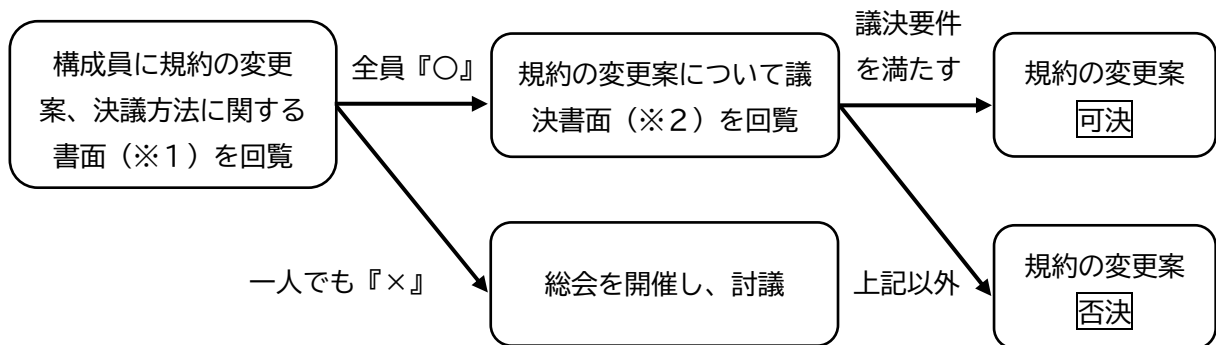 構成員に規約の変更
案、決議方法に関する
書面（※１）を回覧
全員『○』
一人でも『×』
規約の変更案について議
決書面（※２）を回覧
総会を開催し、討議
議決要件
を満たす
上記以外
規約の変更案
可決
規約の変更案
否決